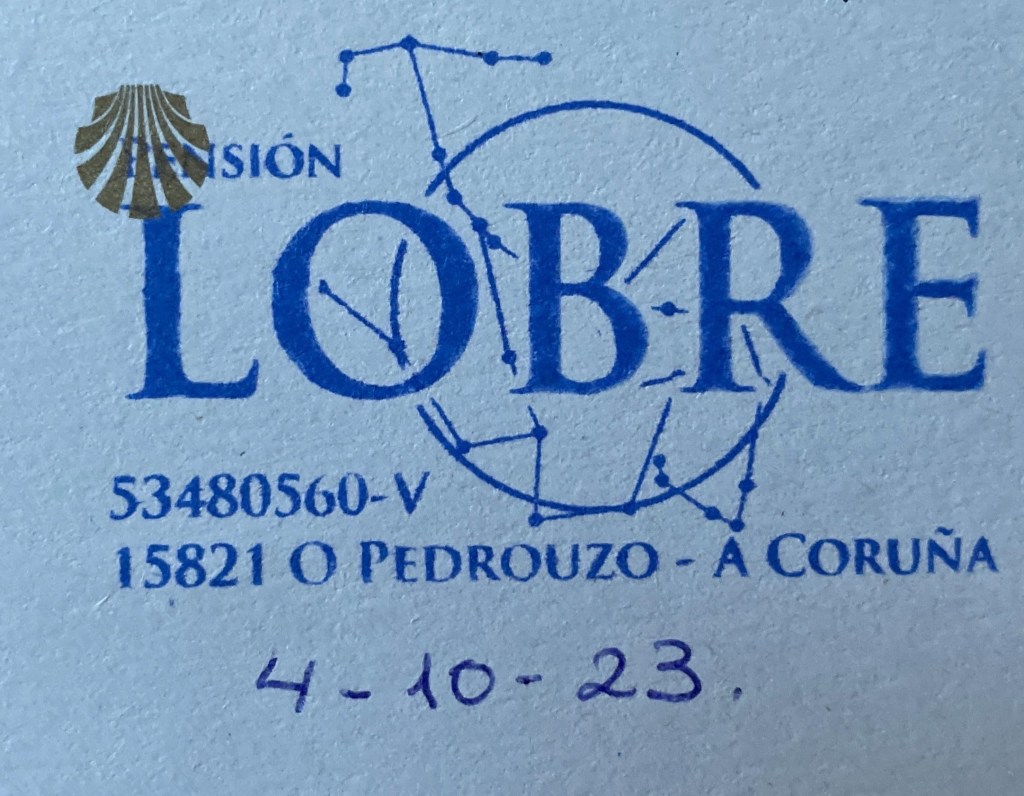 PENSIÓN
LOBRE
53480560-V
15821 O PEDROUZO - A CORUÑA
4-10-23.